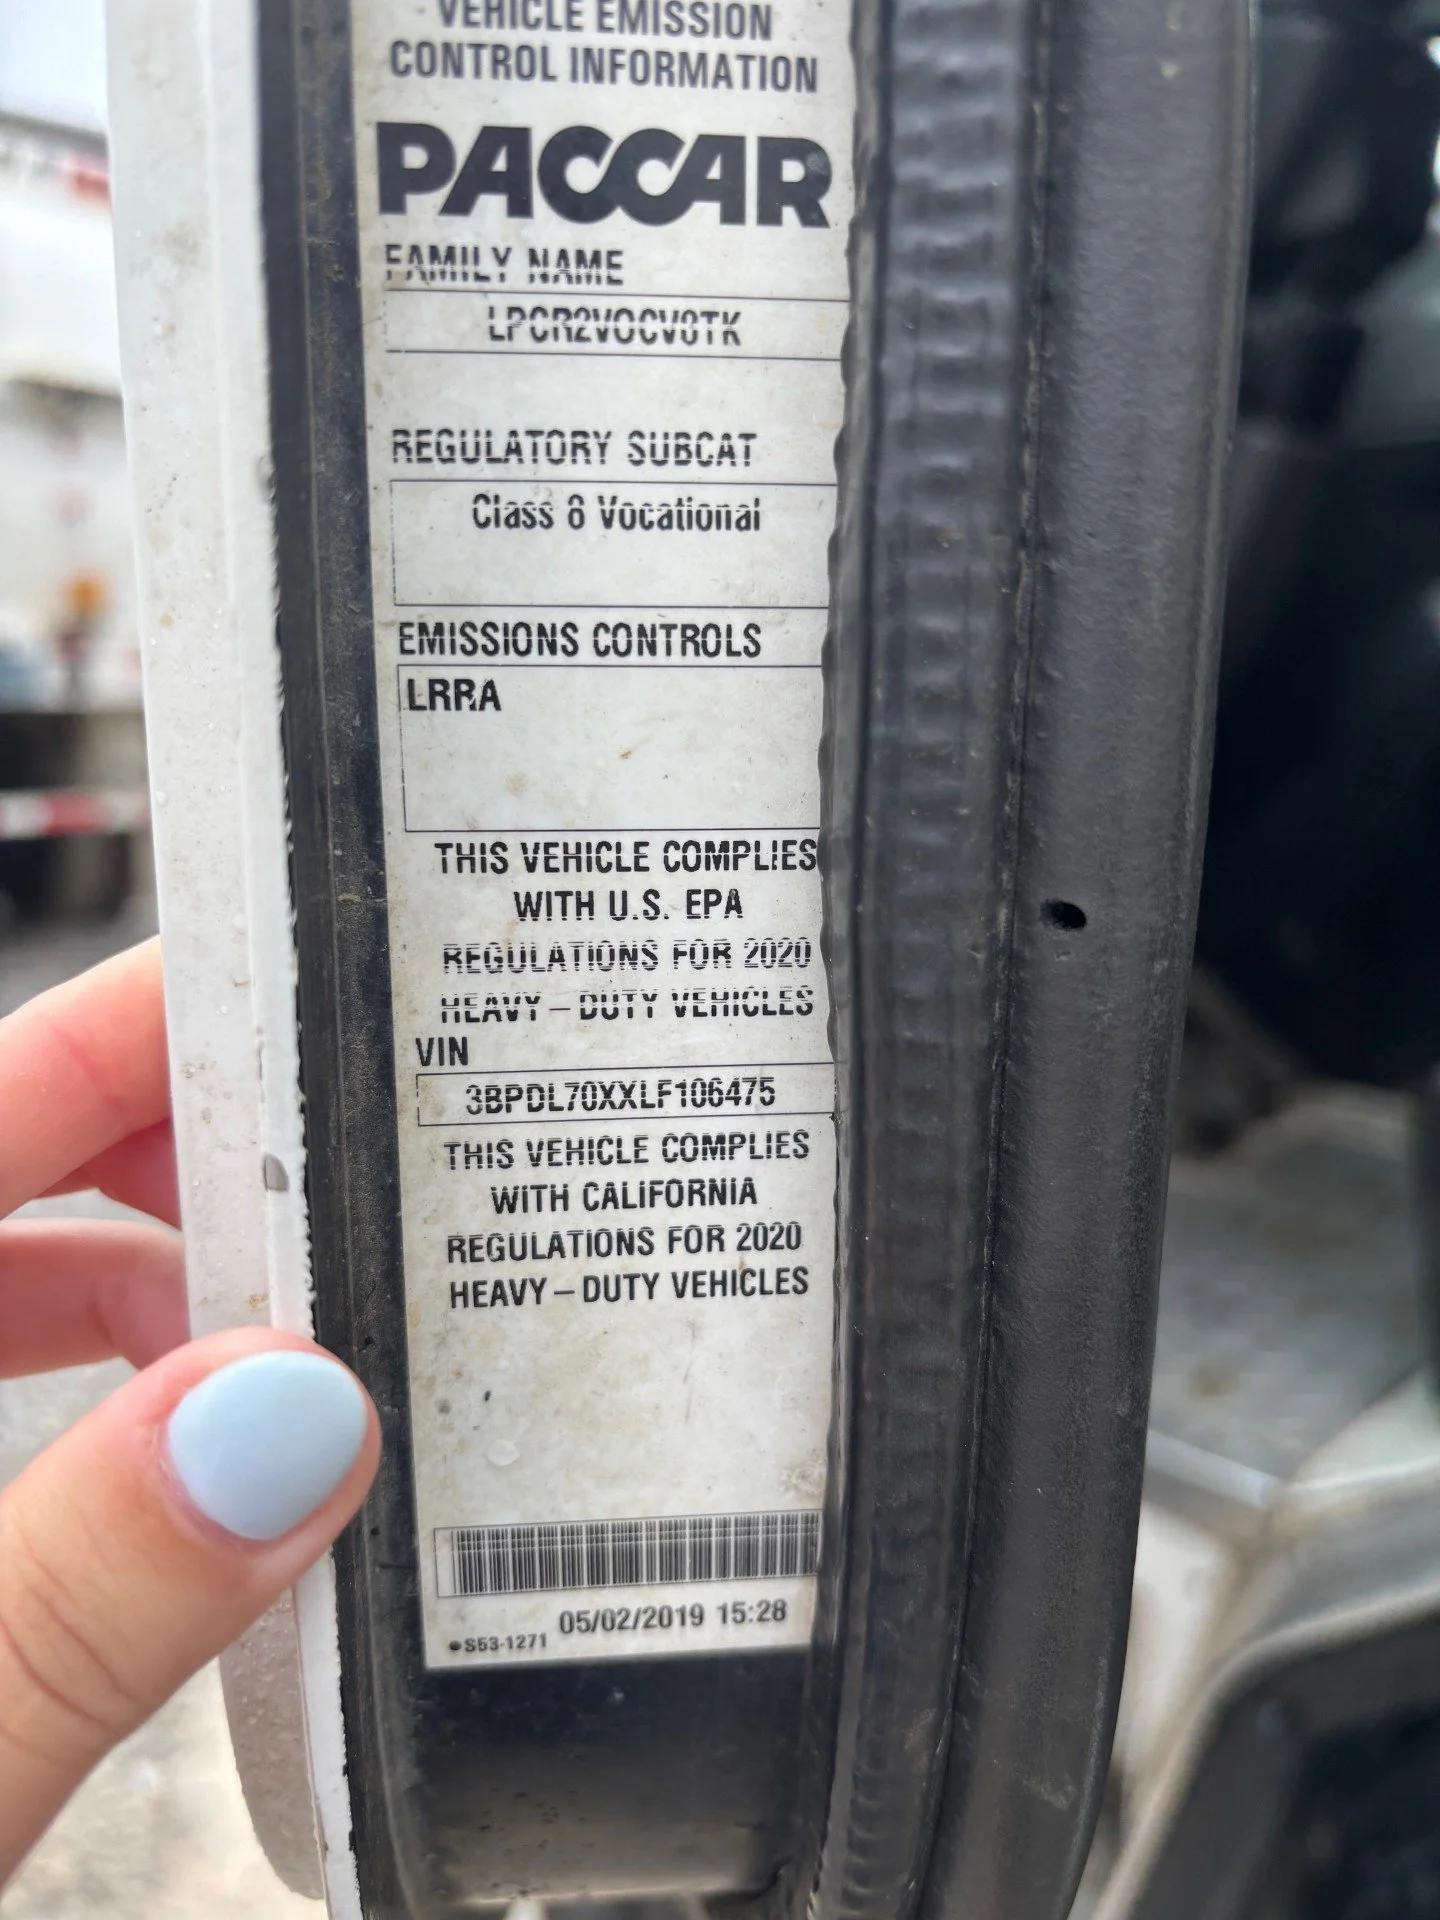 VEHICLE EMISSION
CONTROL INFORMATION
PACCAR
FAMILY NAME
LPCR2VOCV8TK
REGULATORY SUBCAT
Class 8 Vocational
EMISSIONS CONTROLS
LRRA
THIS VEHICLE COMPLIES
WITH U.S. EPA
REGULATIONS FOR 2020
HEAVY – DUTY VEHICLES
VIN
3BPDL70XXLF106475
THIS VEHICLE COMPLIES
WITH CALIFORNIA
REGULATIONS FOR 2020
HEAVY – DUTY VEHICLES
05/02/2019 15:28
●S53-1271